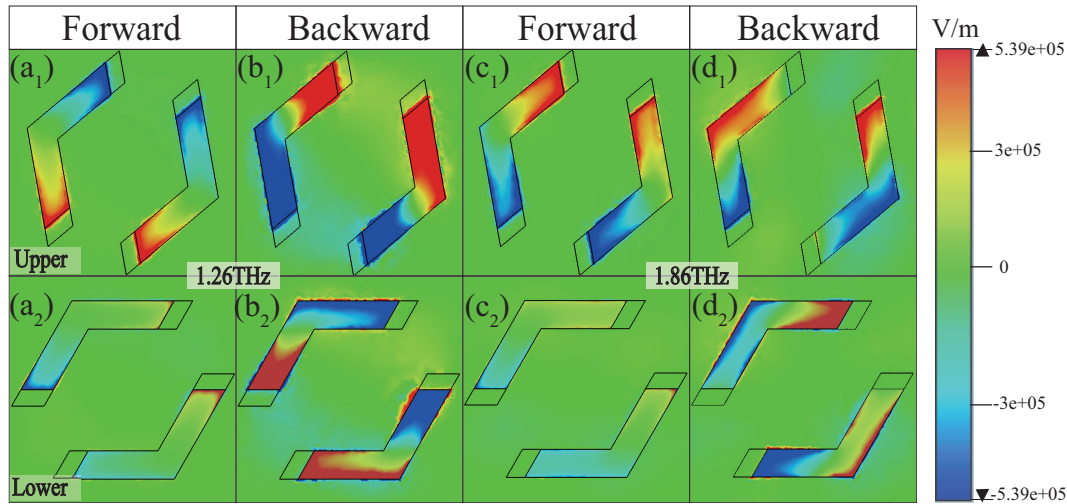 Forward Backward Forward Backward V/m
(a1) (b1) (c1) (d1) 5.39e+05
3e+05
Upper 0
1.26THz 1.86THz
(a2) (b2) (c2) (d2)
-3e+05
Lower -5.39e+05